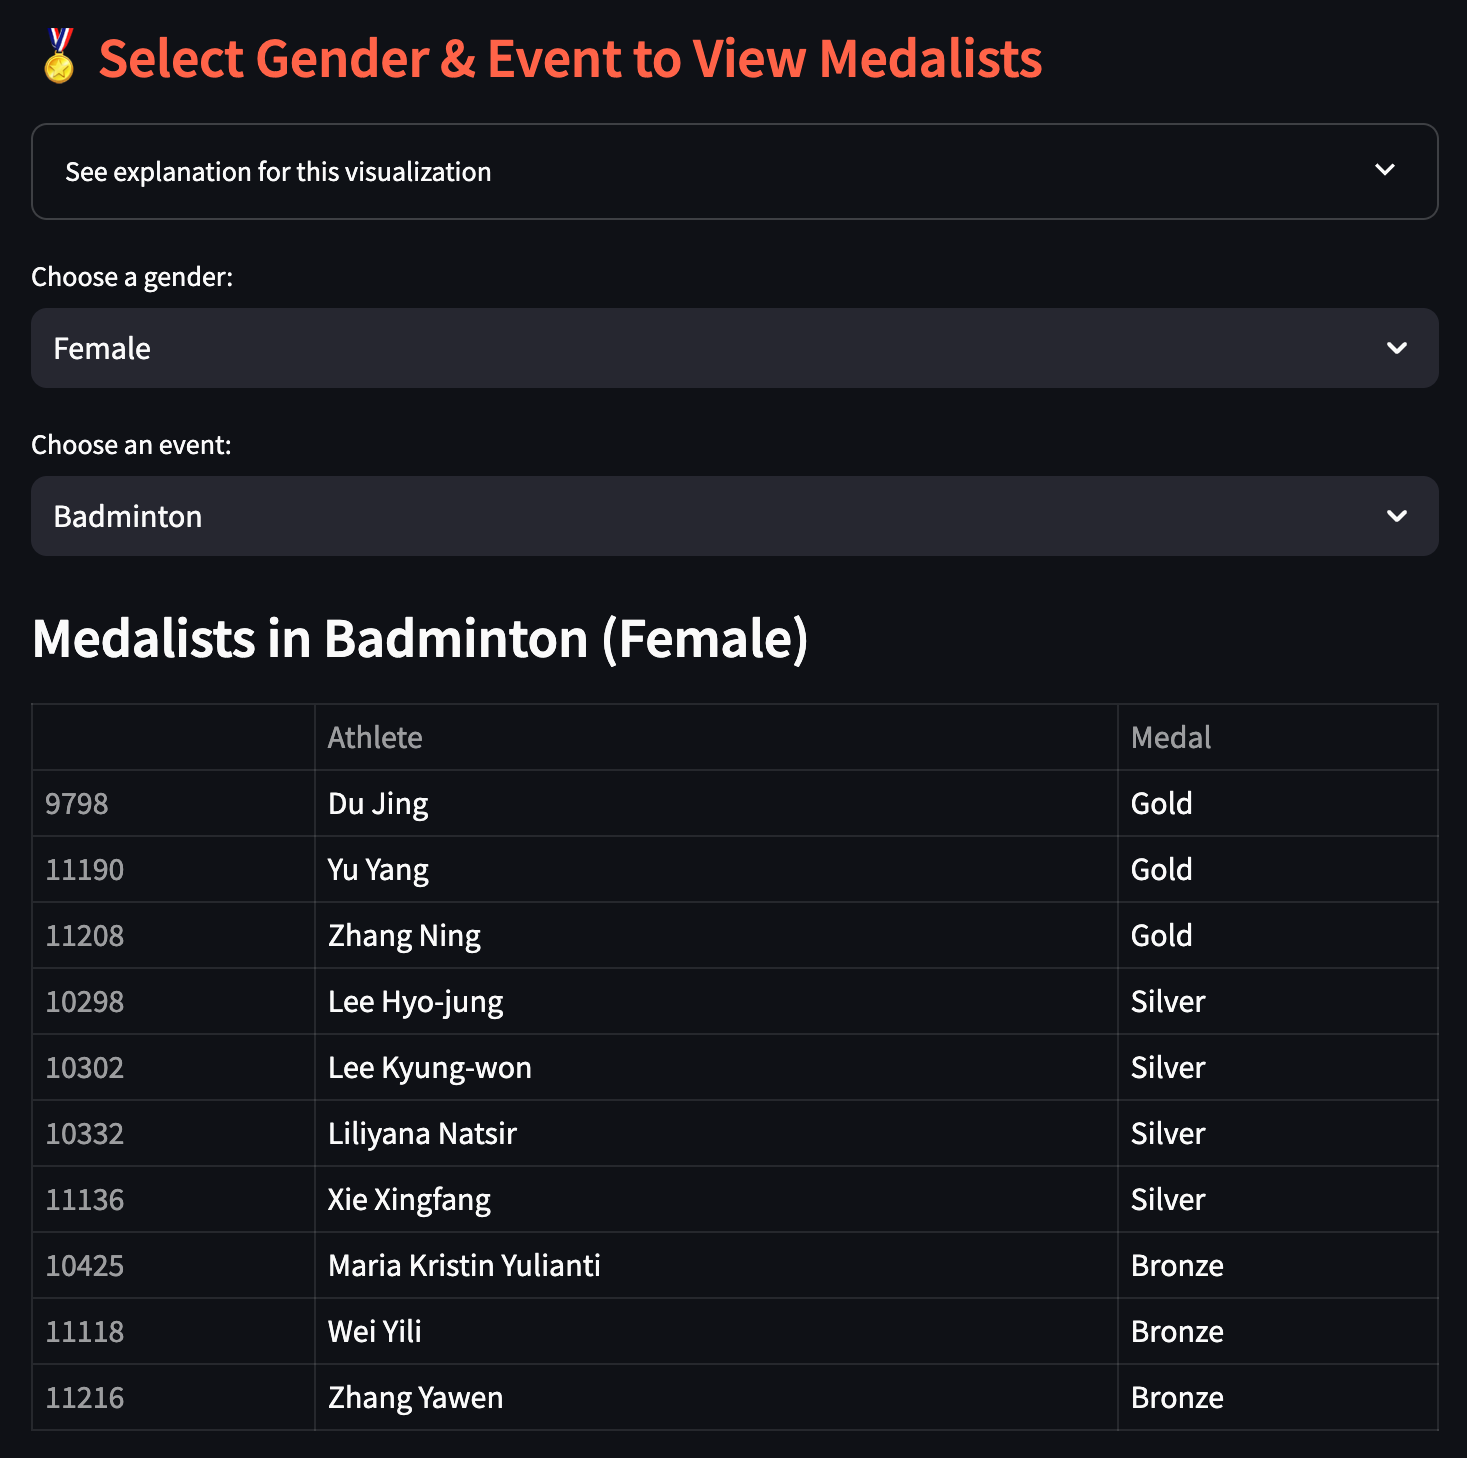 🏅 Select Gender & Event to View Medalists
See explanation for this visualization
Choose a gender:
Female
Choose an event:
Badminton
Medalists in Badminton (Female)
Athlete Medal
9798 Du Jing Gold
11190 Yu Yang Gold
11208 Zhang Ning Gold
10298 Lee Hyo-jung Silver
10302 Lee Kyung-won Silver
10332 Liliyana Natsir Silver
11136 Xie Xingfang Silver
10425 Maria Kristin Yulianti Bronze
11118 Wei Yili Bronze
11216 Zhang Yawen Bronze